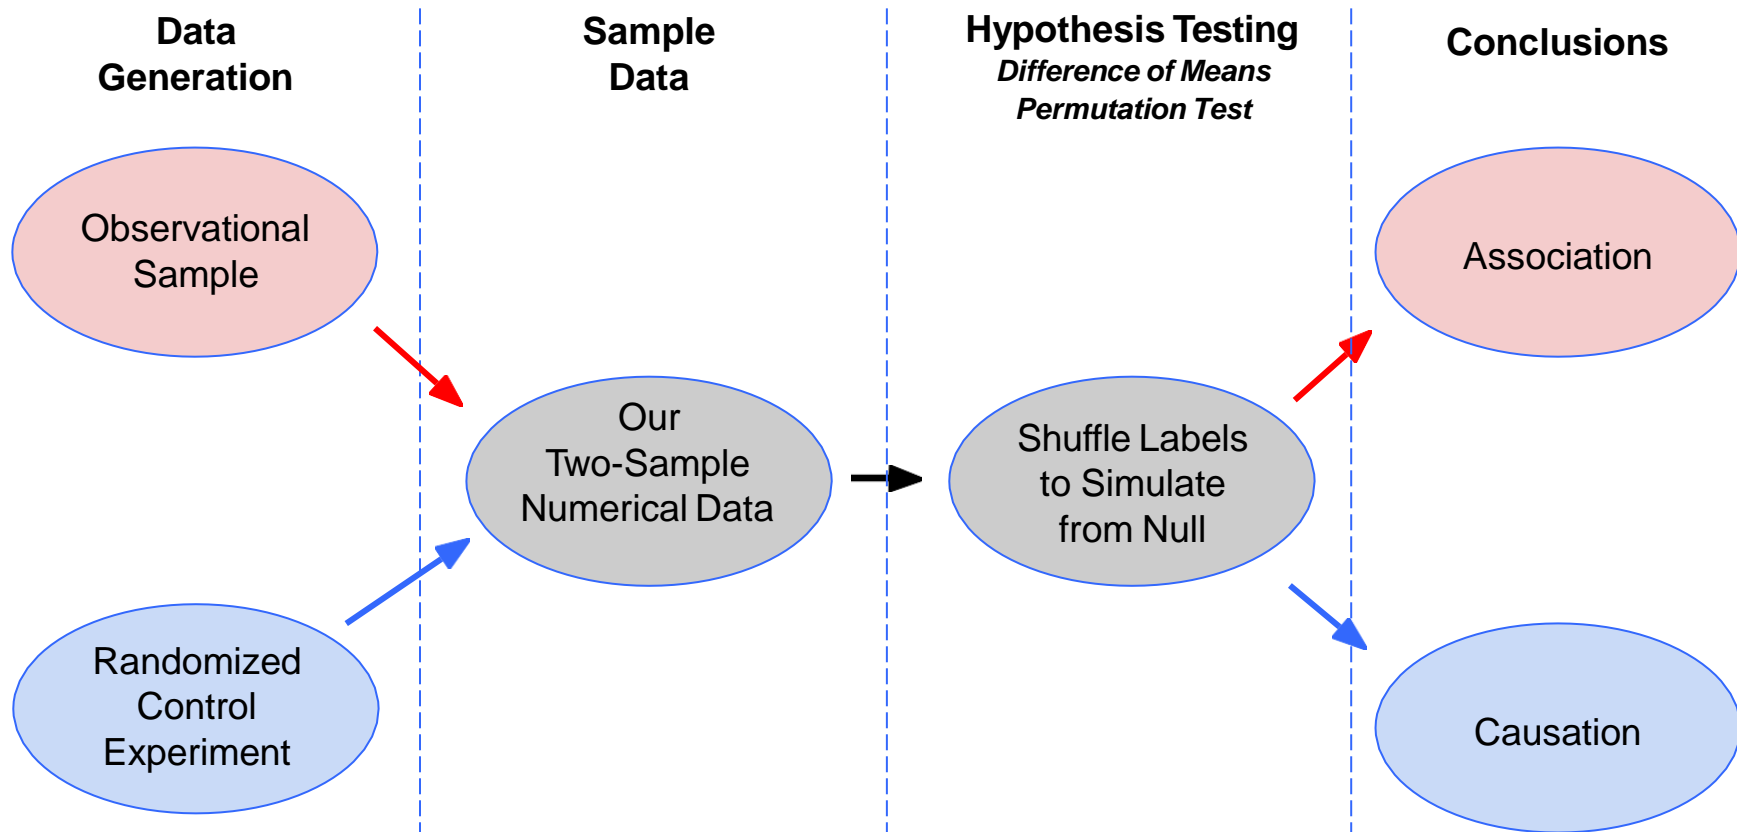 Data
Generation
Sample
Data
Hypothesis Testing
Difference of Means
Permutation Test
Conclusions
Observational
Sample
Randomized
Control
Experiment
Our
Two-Sample
Numerical Data
Shuffle Labels
to Simulate
from Null
Association
Causation